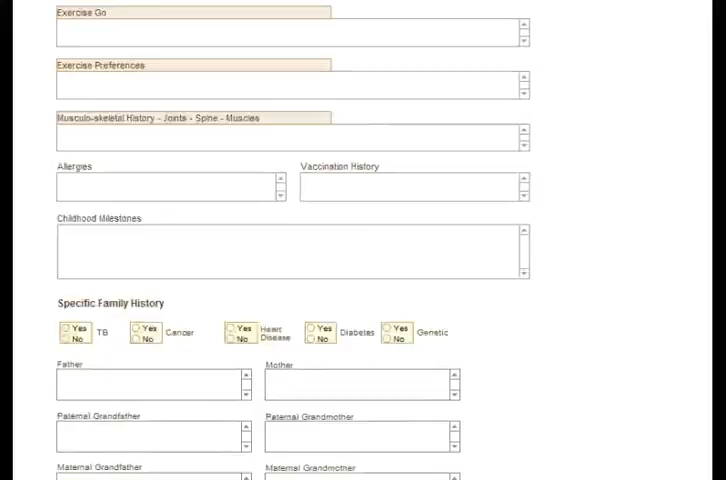 Exercise Go
Exercise Preferences
Musculo-skeletal History - Joints - Spine - Muscles
Allergies Vaccination History
Childhood Milestones
Specific Family History
Yes No TB Yes No Cancer Yes No Heart Disease Yes No Diabetes Yes No Genetic
Father Mother
Paternal Grandfather Paternal Grandmother
Maternal Grandfather Maternal Grandmother